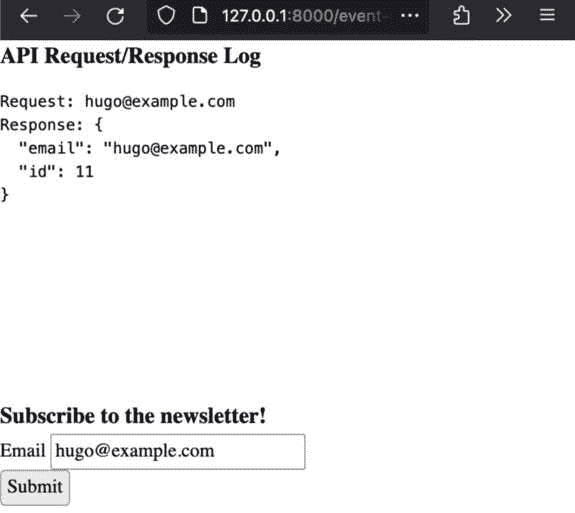 127.0.0.1:8000/event-
API Request/Response Log
Request: hugo@example.com
Response: {
  "email": "hugo@example.com",
  "id": 11
}
Subscribe to the newsletter!
Email hugo@example.com
Submit